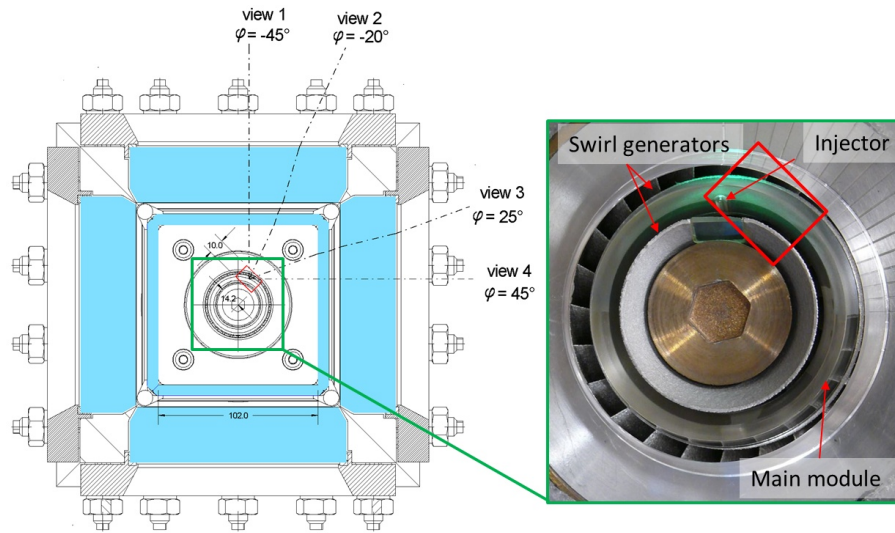 view 1
φ = -45°
view 2
φ = -20°
view 3
φ = 25°
view 4
φ = 45°
10.0
14.2
102.0
Swirl generators
Injector
Main module